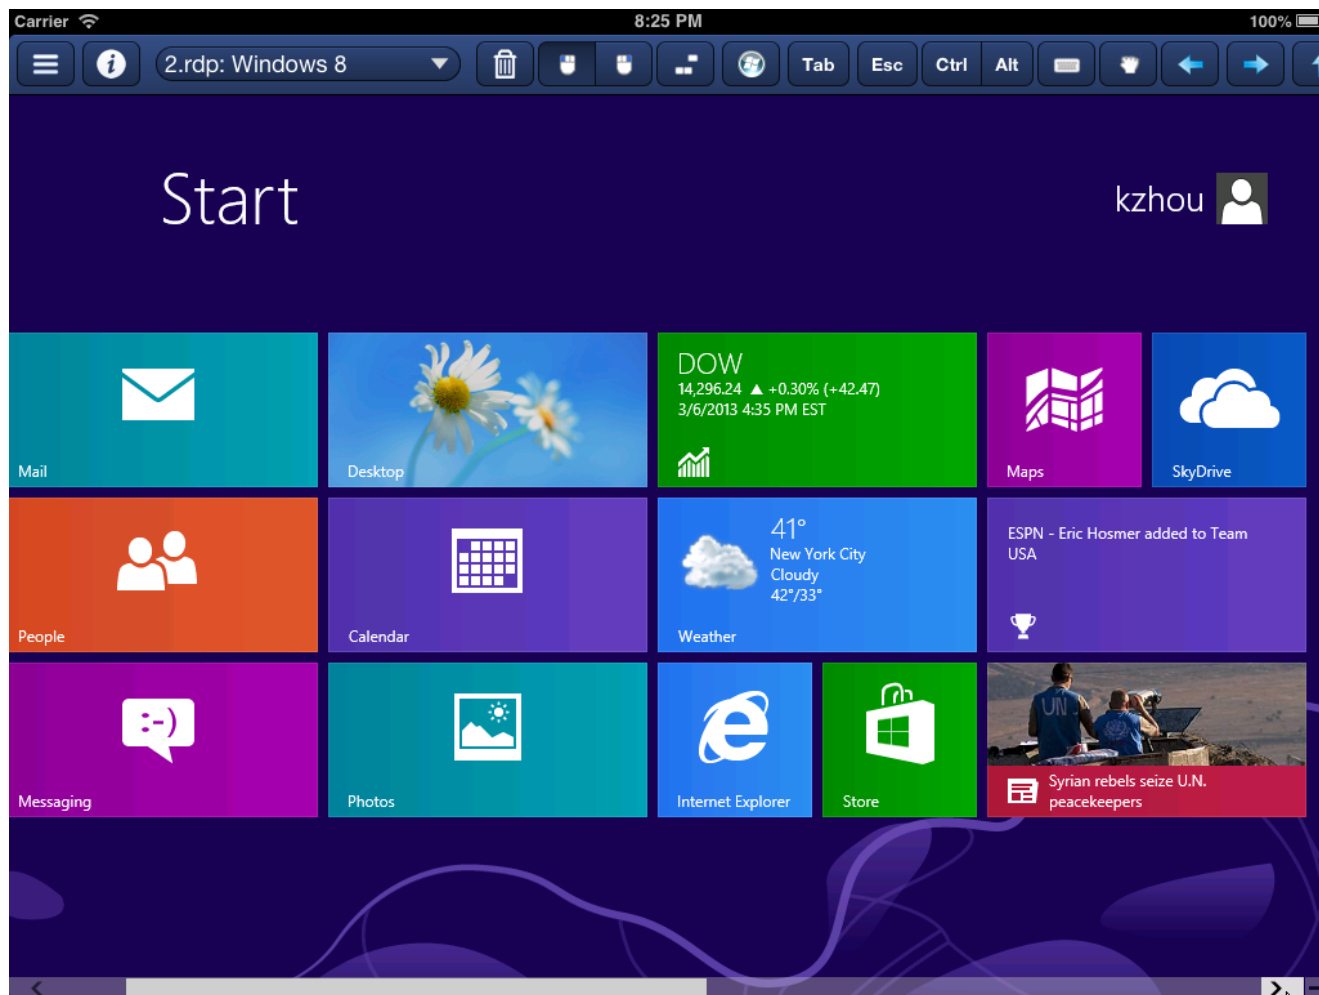 Carrier
8:25 PM
100%
2.rdp: Windows 8
Tab
Esc
Ctrl
Alt
Start
kzhou
Mail
Desktop
DOW
14,296.24 ▲ +0.30% (+42.47)
3/6/2013 4:35 PM EST
Maps
SkyDrive
People
Calendar
41°
New York City
Cloudy
42°/33°
Weather
ESPN - Eric Hosmer added to Team
USA
:-)
Messaging
Photos
Internet Explorer
Store
UN
Syrian rebels seize U.N.
peacekeepers